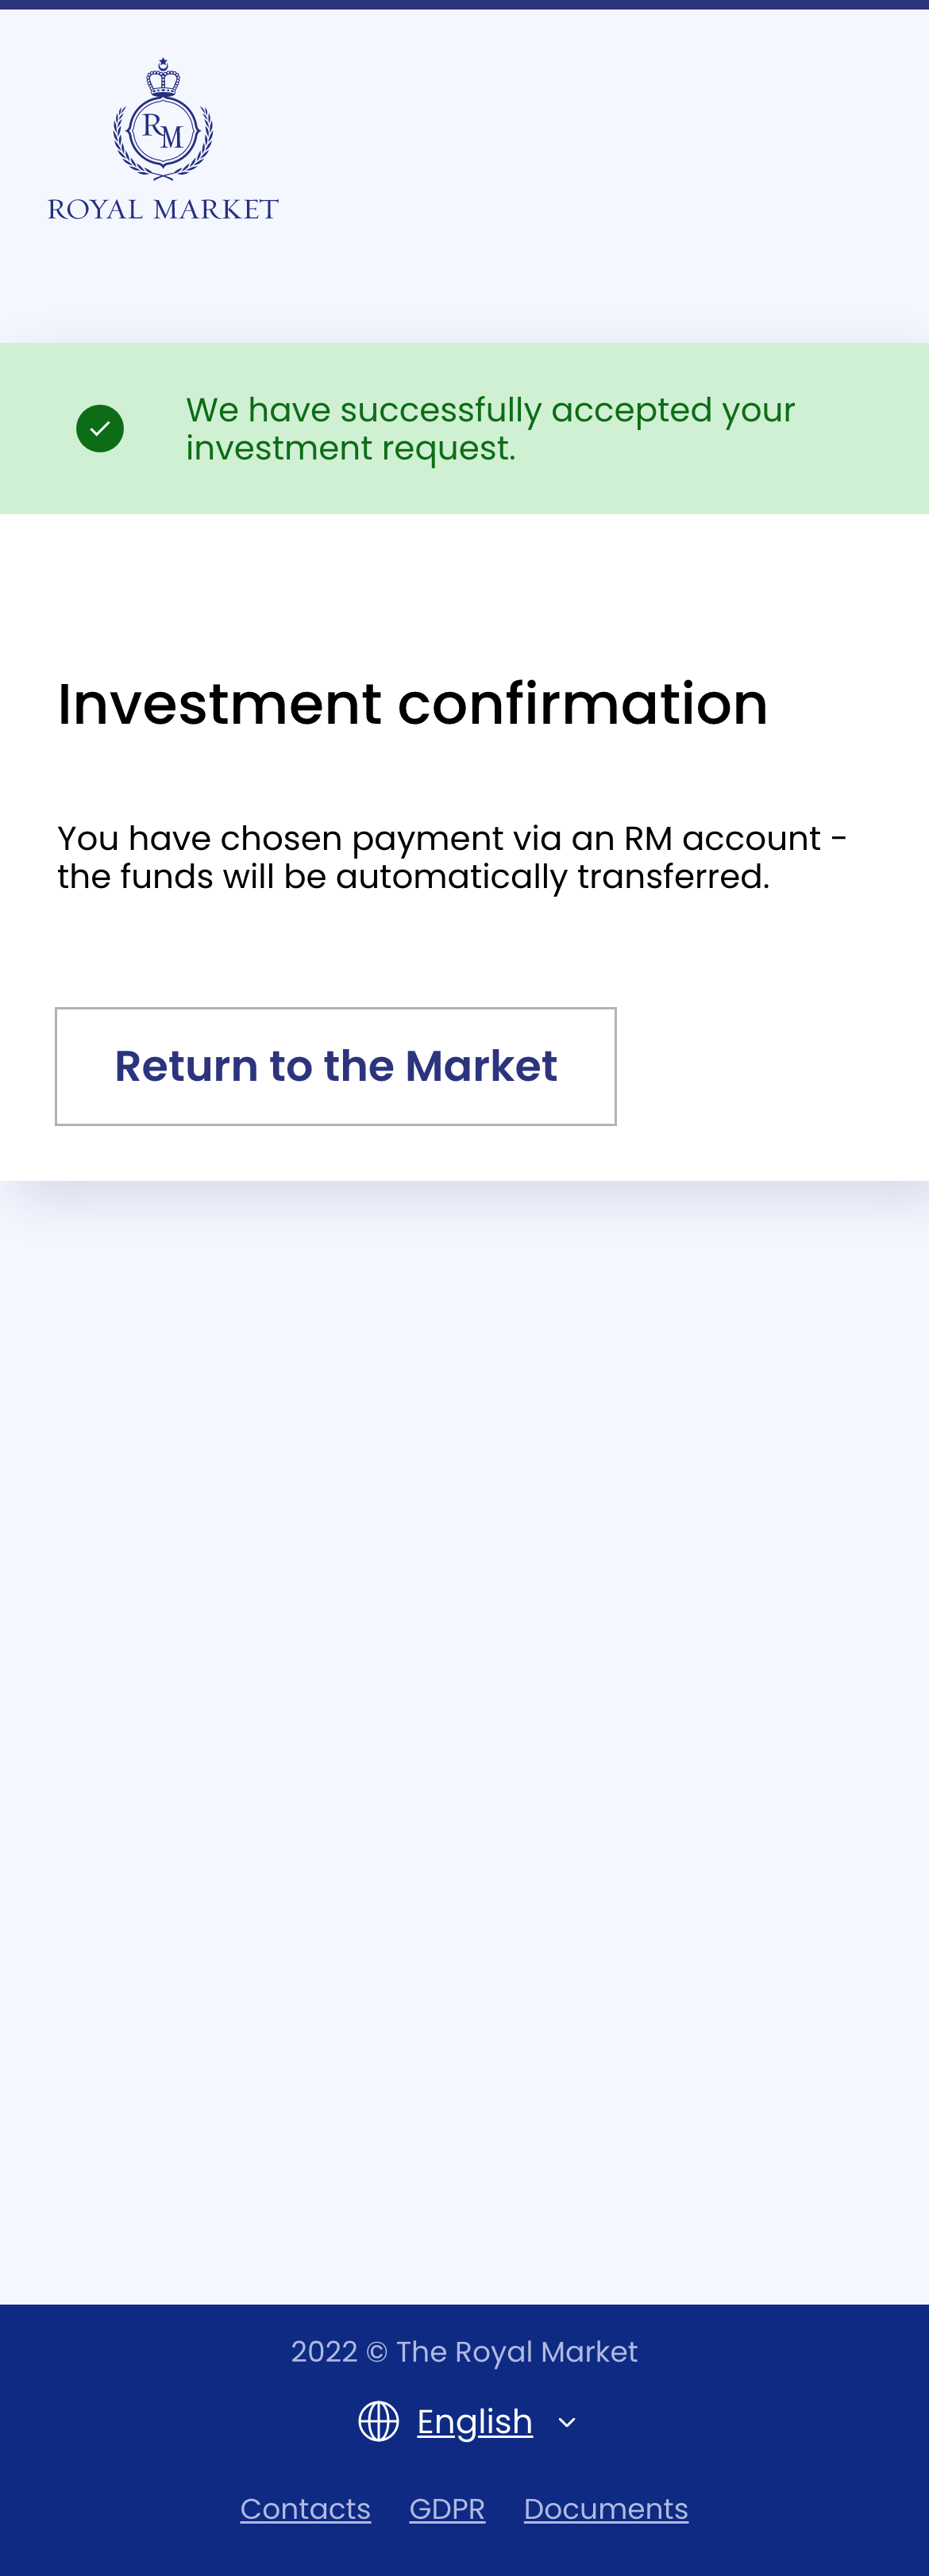 RM
ROYAL MARKET
We have successfully accepted your
investment request.
Investment confirmation
You have chosen payment via an RM account -
the funds will be automatically transferred.
Return to the Market
2022 © The Royal Market
English
Contacts GDPR Documents